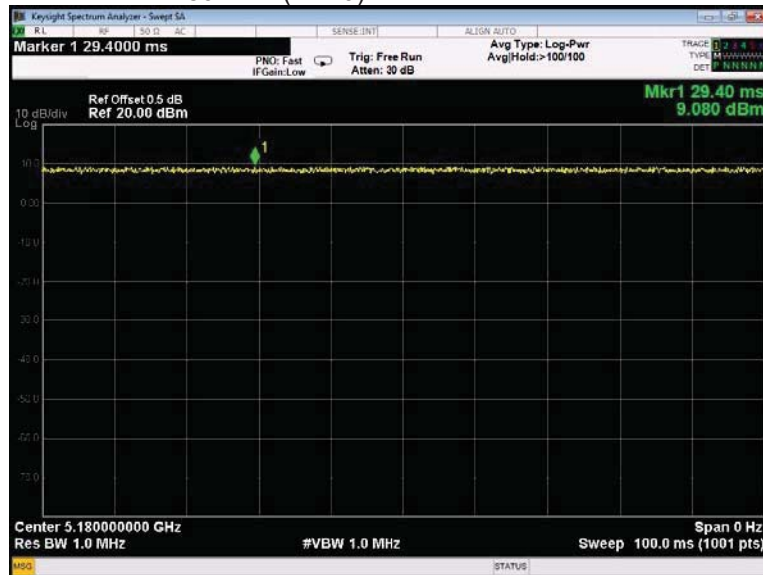 Keysight Spectrum Analyzer - Swept SA
RL RF 50 Ω AC SENSE:INT ALIGN AUTO
Marker 1 29.4000 ms
PNO: Fast
IFGain:Low
Trig: Free Run
Atten: 30 dB
Avg Type: Log-Pwr
Avg|Hold:>100/100
TRACE 1 2 3 4 5
TYPE M
DET P N N N N
Ref Offset 0.5 dB
Ref 20.00 dBm
10 dB/div
Log
Mkr1 29.40 ms
9.080 dBm
1
10.0
0.00
-10.0
-20.0
-30.0
-40.0
-50.0
-60.0
-70.0
Center 5.180000000 GHz
Span 0 Hz
Res BW 1.0 MHz
#VBW 1.0 MHz
Sweep 100.0 ms (1001 pts)
MSG
STATUS